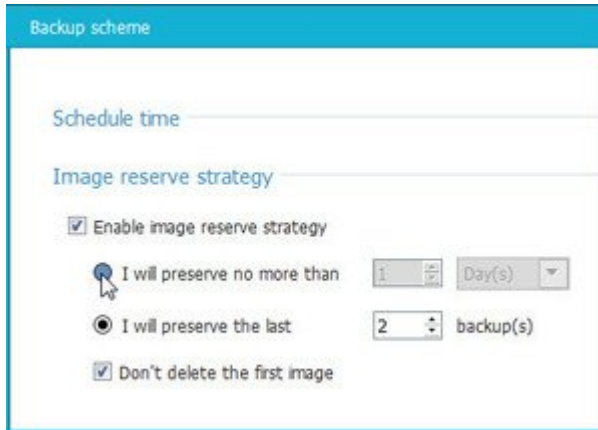 Backup scheme
Schedule time
Image reserve strategy
Enable image reserve strategy
I will preserve no more than 1 Day(s)
I will preserve the last 2 backup(s)
Don't delete the first image